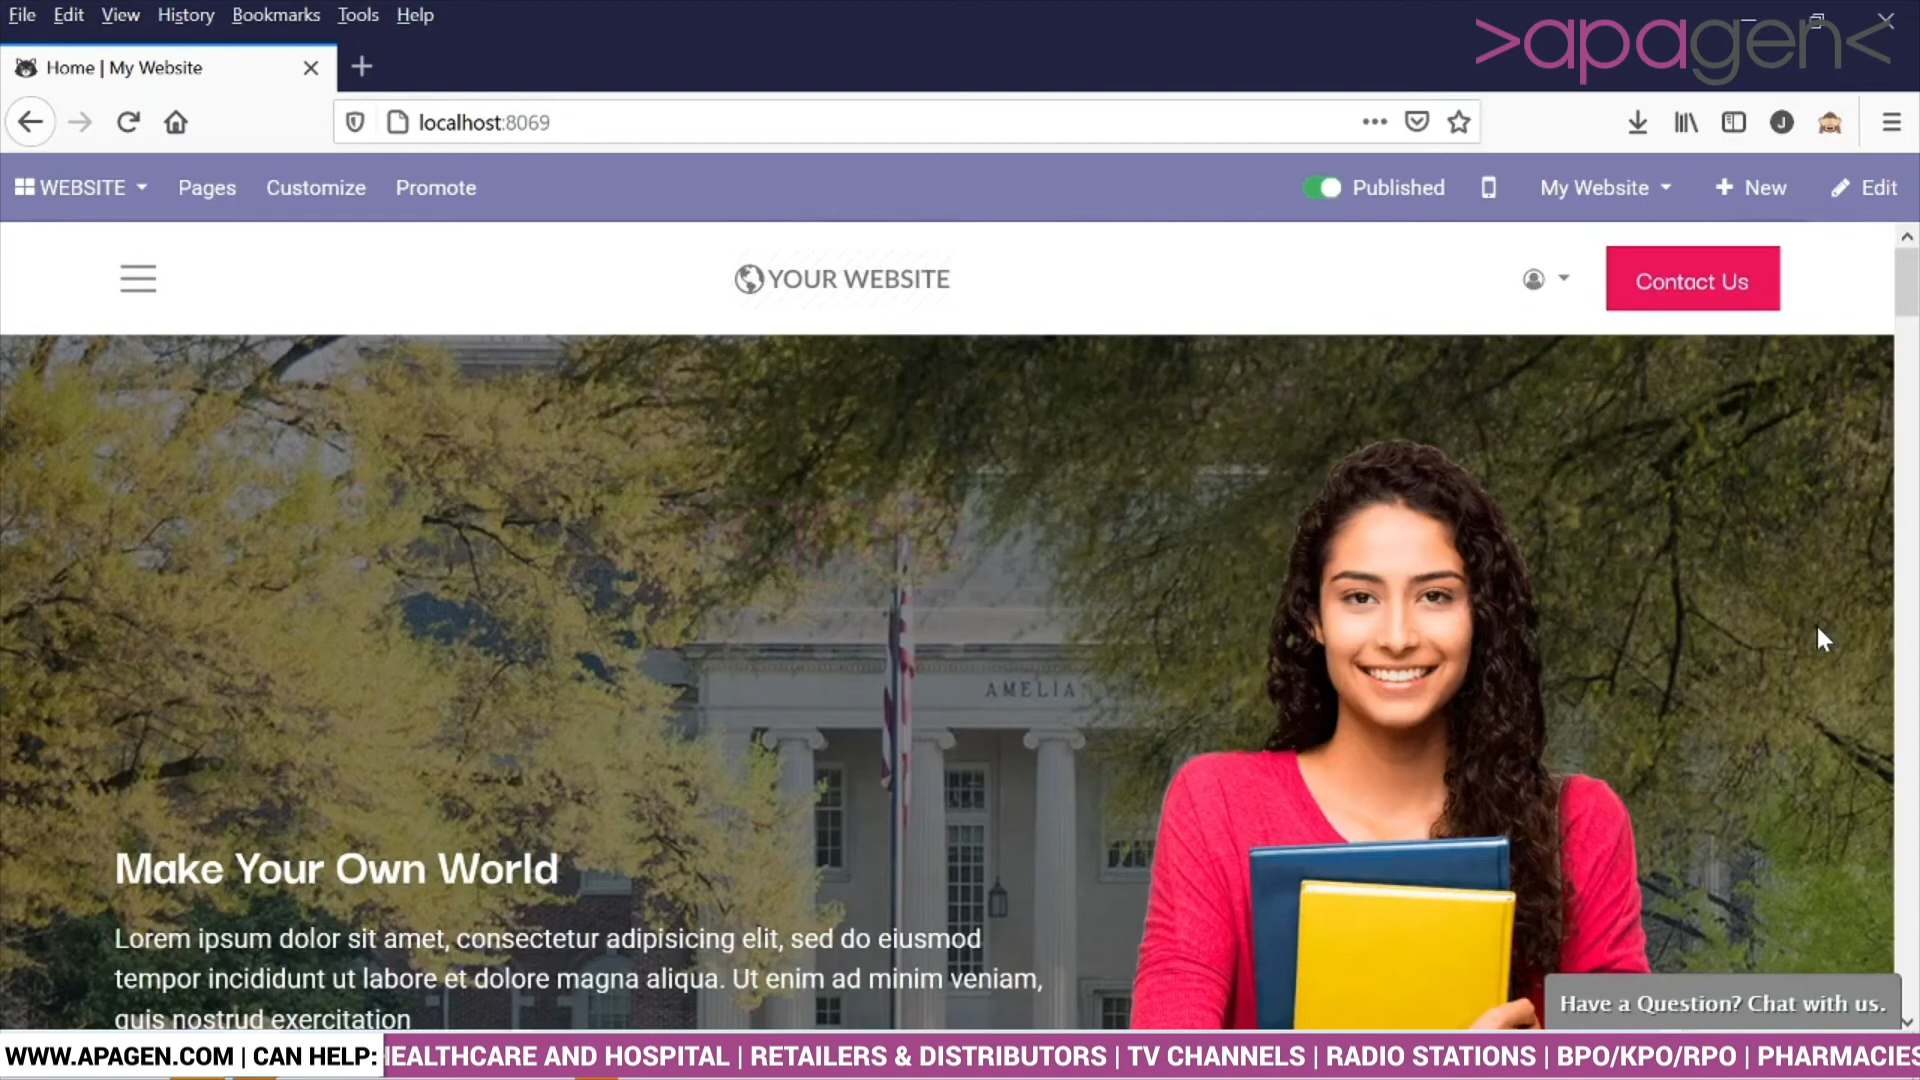 File Edit View History Bookmarks Tools Help
>apagen<
Home | My Website
localhost:8069
J
WEBSITE Pages Customize Promote Published My Website + New Edit
YOUR WEBSITE
Contact Us
AMELIA
Make Your Own World
Lorem ipsum dolor sit amet, consectetur adipisicing elit, sed do eiusmod
tempor incididunt ut labore et dolore magna aliqua. Ut enim ad minim veniam,
quis nostrud exercitation
Have a Question? Chat with us.
WWW.APAGEN.COM | CAN HELP: HEALTHCARE AND HOSPITAL | RETAILERS & DISTRIBUTORS | TV CHANNELS | RADIO STATIONS | BPO/KPO/RPO | PHARMACIES